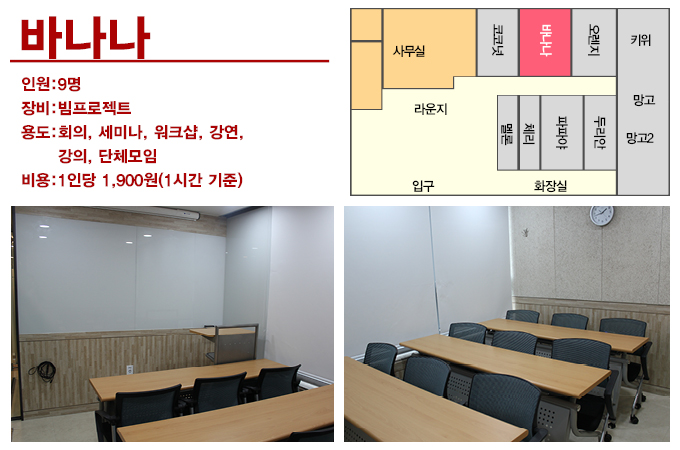 바나나
인원:9명
장비:빔프로젝트
용도:회의, 세미나, 워크샵, 강연,
강의, 단체모임
비용:1인당 1,900원(1시간 기준)
사무실
코코넛
바나나
오렌지
키위
라운지
망고
멜론
체리
파파야
두리안
망고2
입구
화장실